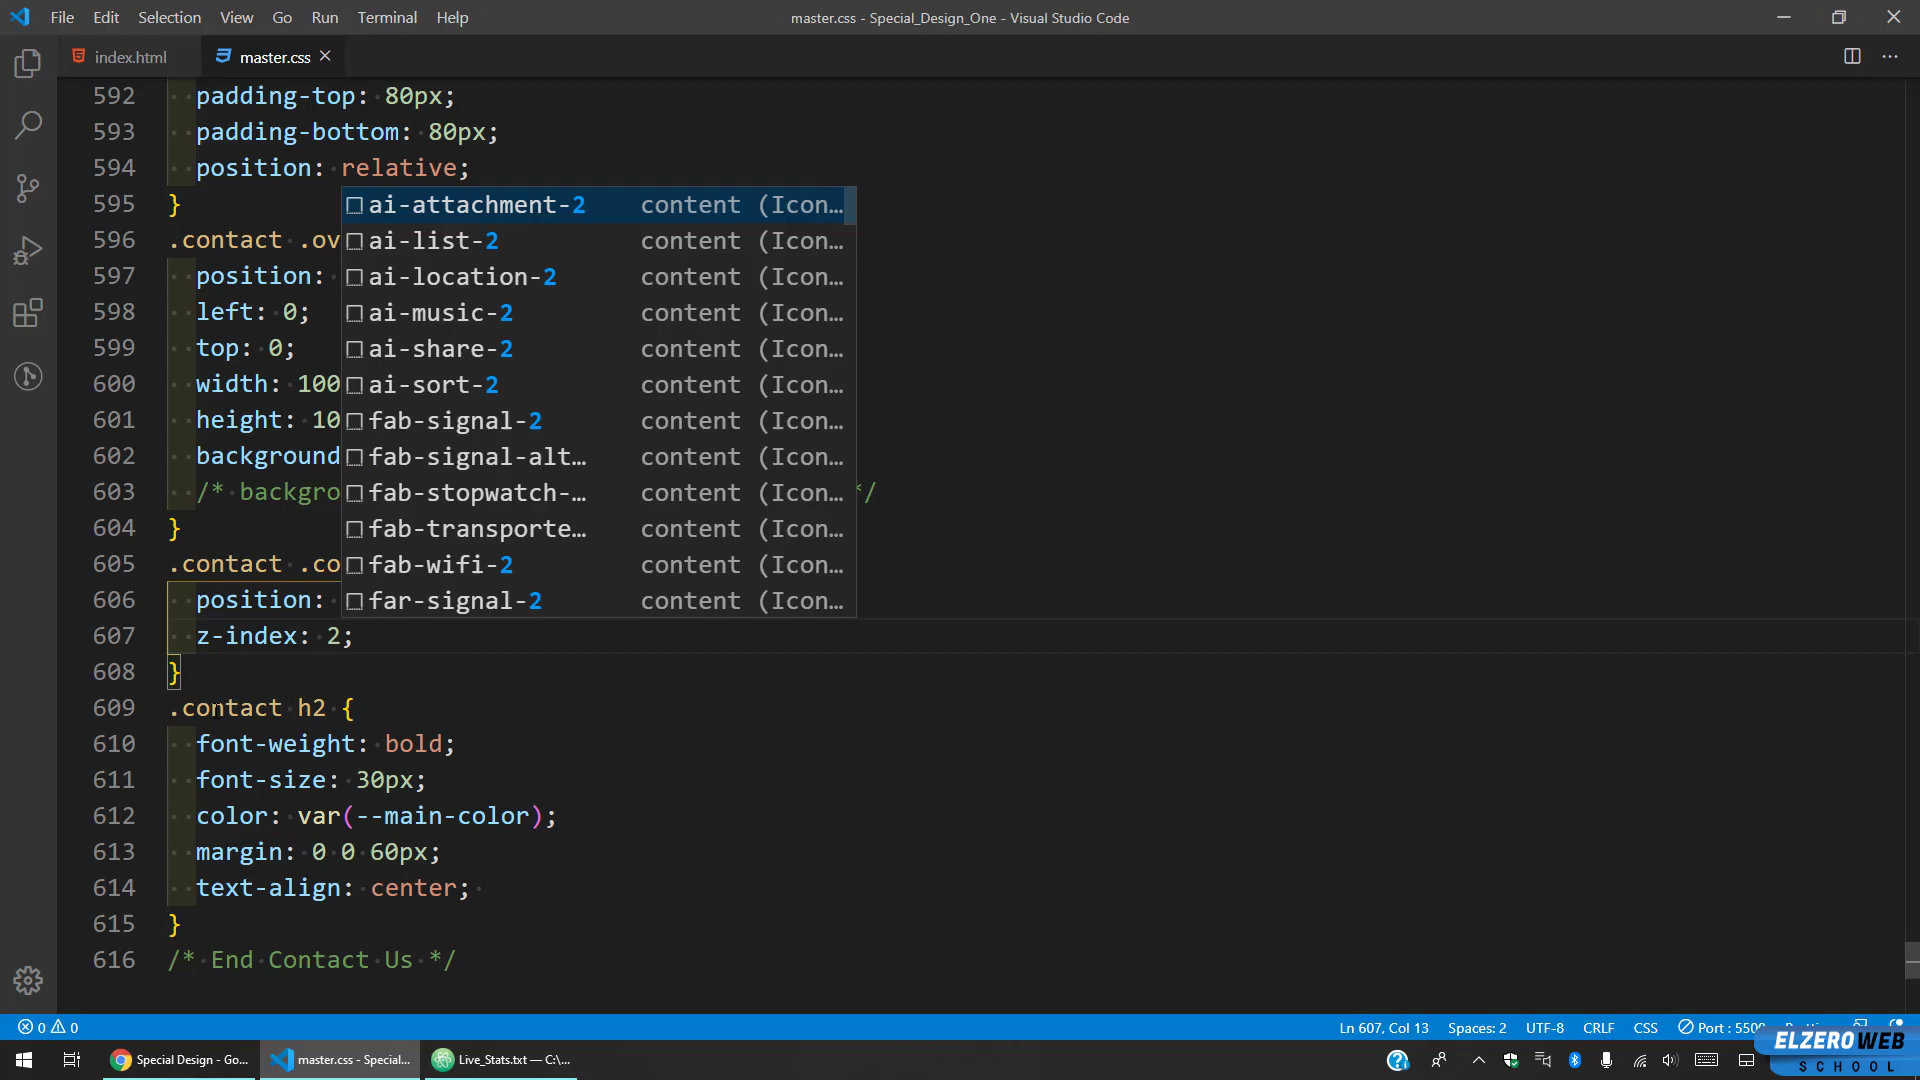 File Edit Selection View Go Run Terminal Help
master.css - Special_Design_One - Visual Studio Code
index.html
master.css
592 padding-top: 80px;
593 padding-bottom: 80px;
594 position: relative;
595 }
596 .contact .ov
597 position:
598 left: 0;
599 top: 0;
600 width: 100
601 height: 10
602 background
603 /* backgro */
604 }
605 .contact .co
606 position:
607 z-index: 2;
608 }
609 .contact h2 {
610 font-weight: bold;
611 font-size: 30px;
612 color: var(--main-color);
613 margin: 0 0 60px;
614 text-align: center;
615 }
616 /* End Contact Us */
ai-attachment-2 content (Icon…
ai-list-2 content (Icon…
ai-location-2 content (Icon…
ai-music-2 content (Icon…
ai-share-2 content (Icon…
ai-sort-2 content (Icon…
fab-signal-2 content (Icon…
fab-signal-alt… content (Icon…
fab-stopwatch-… content (Icon…
fab-transporte… content (Icon…
fab-wifi-2 content (Icon…
far-signal-2 content (Icon…
0 0
Ln 607, Col 13 Spaces: 2 UTF-8 CRLF CSS Port : 5500
ELZEROWEB
SCHOOL
Special Design - Go...
master.css - Special...
Live_Stats.txt — C:\...